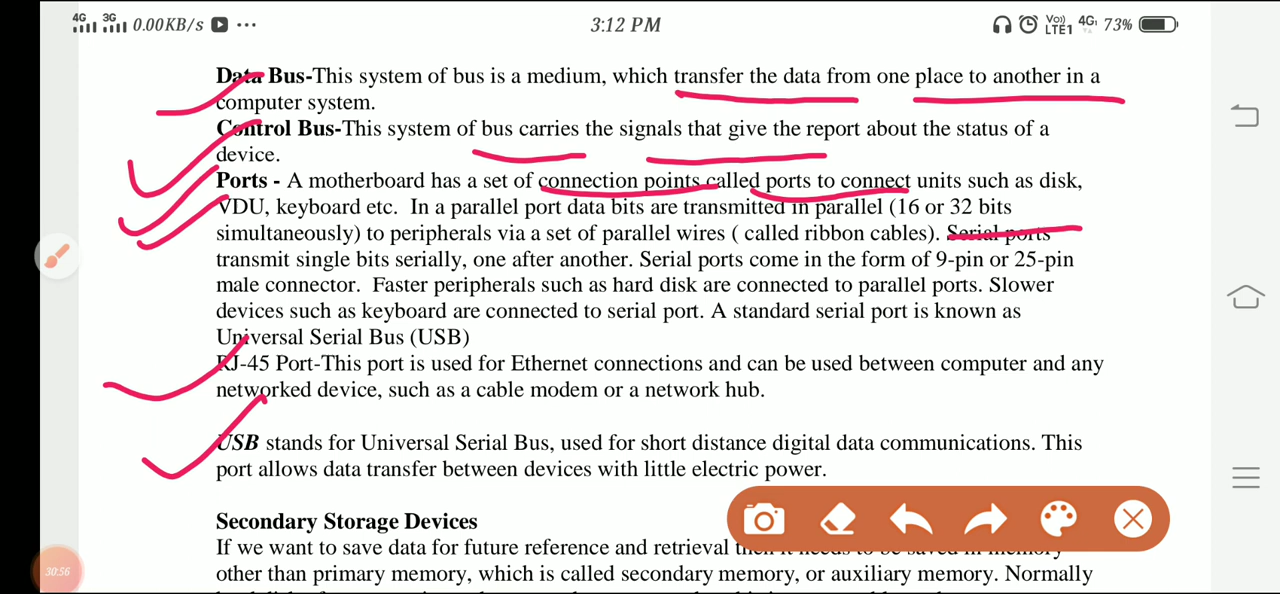 4G 3G 0.00KB/s 3:12 PM Vo)) LTE1 4G 73%
Data Bus-This system of bus is a medium, which transfer the data from one place to another in a
computer system.
Control Bus-This system of bus carries the signals that give the report about the status of a
device.
Ports - A motherboard has a set of connection points called ports to connect units such as disk,
VDU, keyboard etc. In a parallel port data bits are transmitted in parallel (16 or 32 bits
simultaneously) to peripherals via a set of parallel wires ( called ribbon cables). Serial ports
transmit single bits serially, one after another. Serial ports come in the form of 9-pin or 25-pin
male connector. Faster peripherals such as hard disk are connected to parallel ports. Slower
devices such as keyboard are connected to serial port. A standard serial port is known as
Universal Serial Bus (USB)
RJ-45 Port-This port is used for Ethernet connections and can be used between computer and any
networked device, such as a cable modem or a network hub.
USB stands for Universal Serial Bus, used for short distance digital data communications. This
port allows data transfer between devices with little electric power.
Secondary Storage Devices
If we want to save data for future reference and retrieval
30:56
other than primary memory, which is called secondary memory, or auxiliary memory. Normally